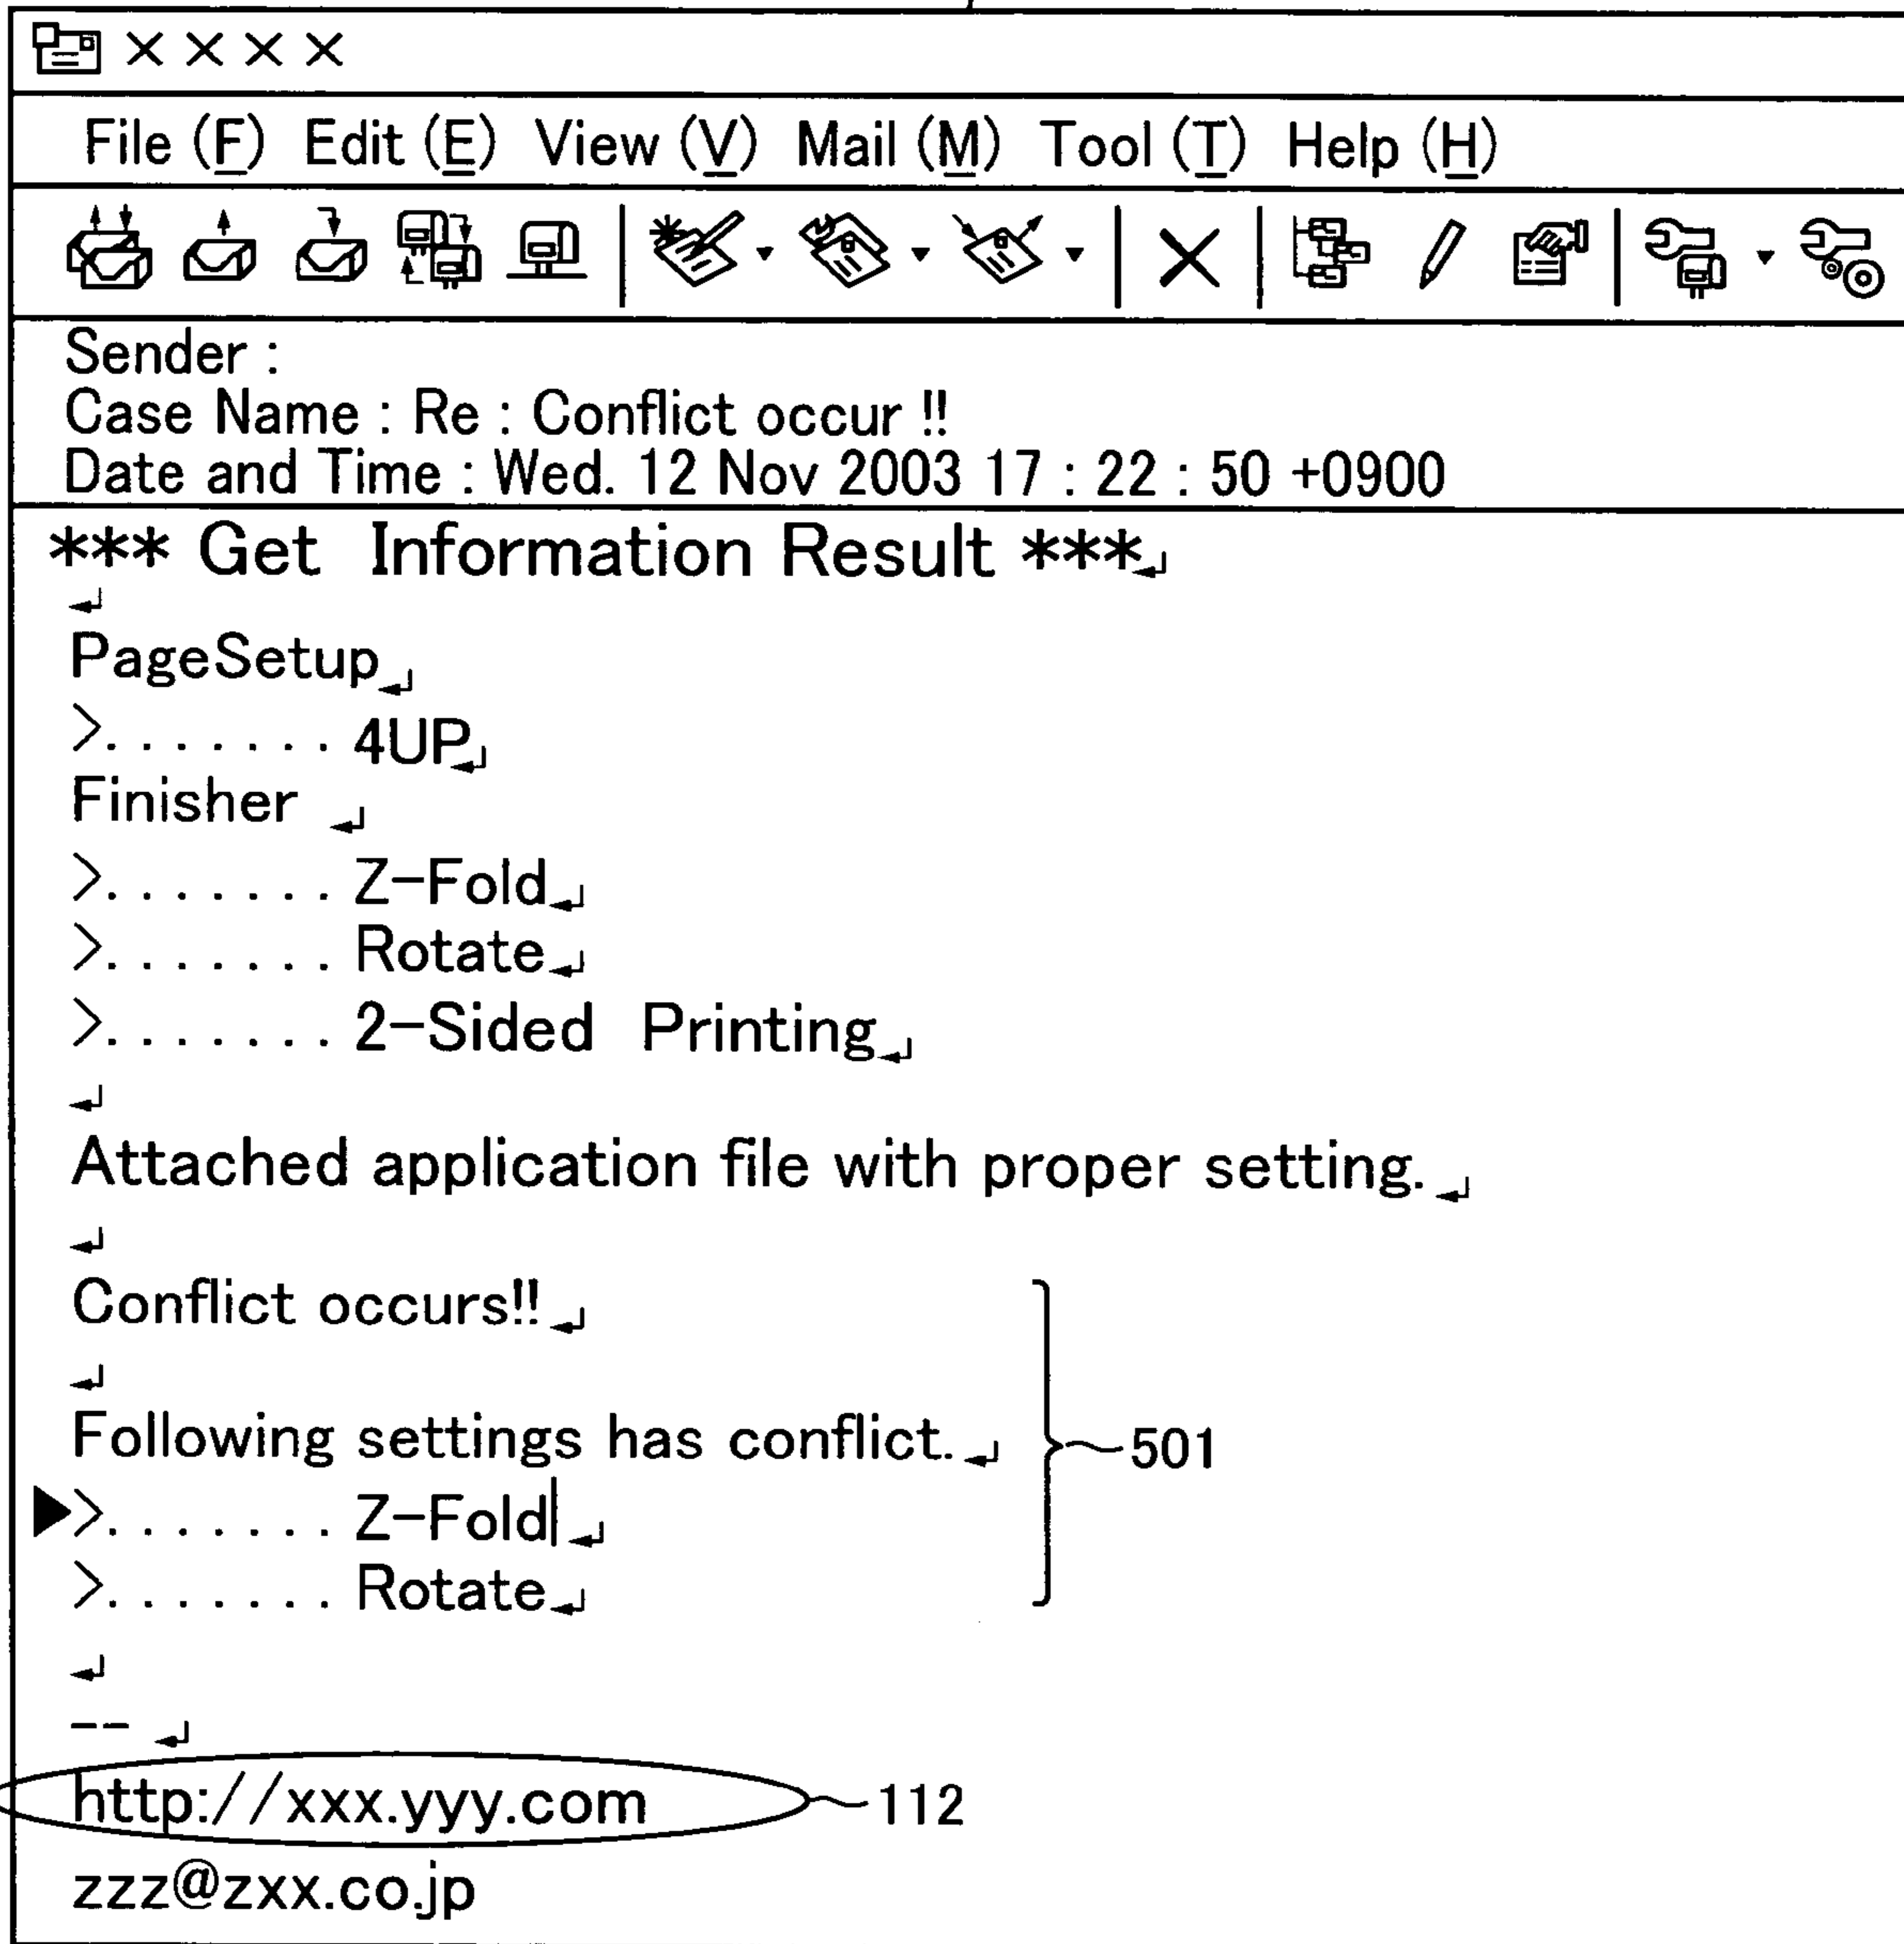 ××××
File (F) Edit (E) View (V) Mail (M) Tool (T) Help (H)
Sender :
Case Name : Re : Conflict occur !!
Date and Time : Wed. 12 Nov 2003 17 : 22 : 50 +0900
*** Get Information Result ***
PageSetup
>....... 4UP
Finisher
>....... Z-Fold
>....... Rotate
>....... 2-Sided Printing
Attached application file with proper setting.
Conflict occurs!!
Following settings has conflict.
501
>....... Z-Fold
>....... Rotate
--
http://xxx.yyy.com
112
zzz@zxx.co.jp